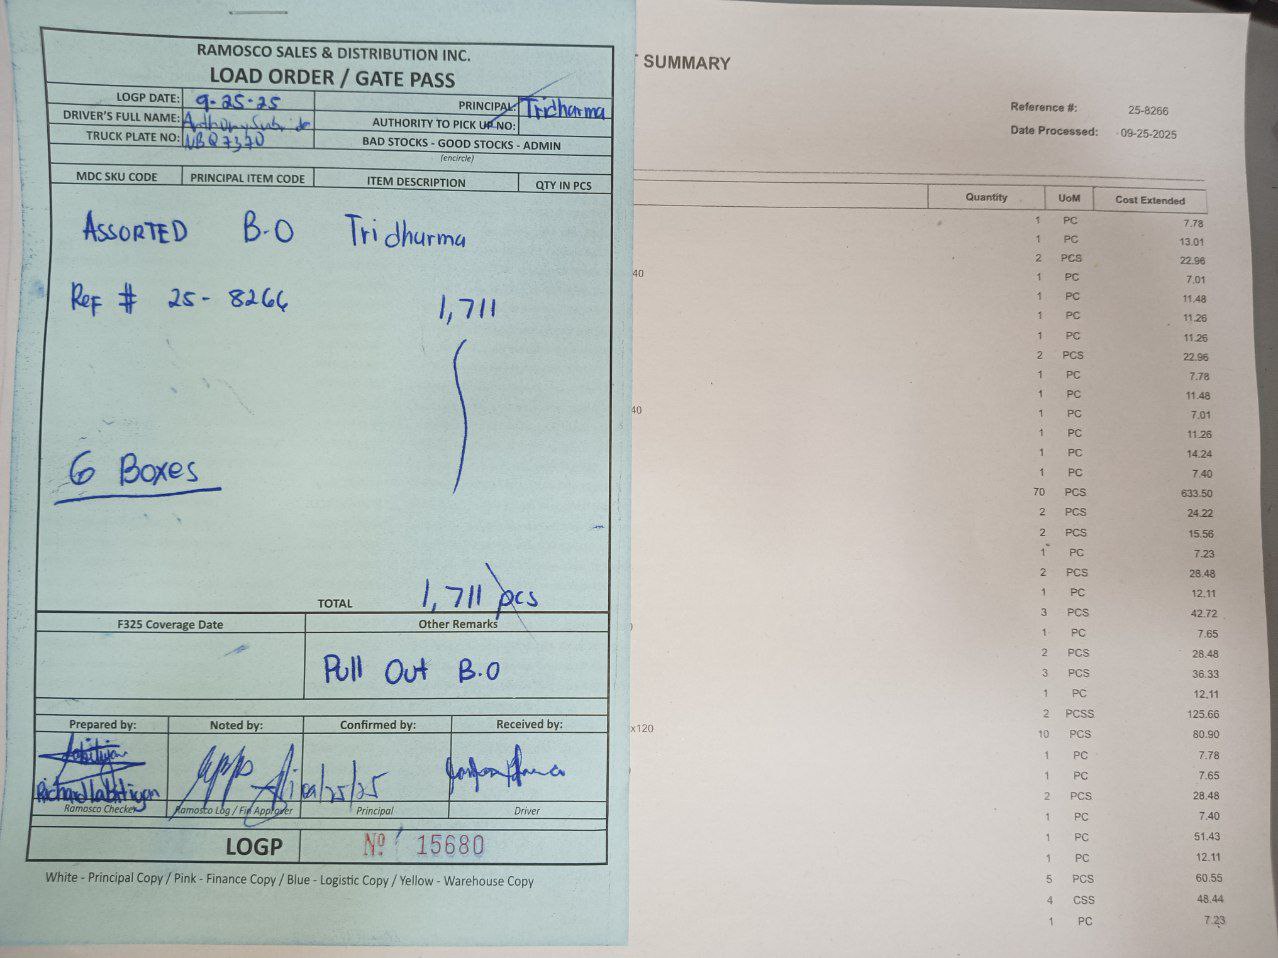 RAMOSCO SALES & DISTRIBUTION INC.
LOAD ORDER / GATE PASS
LOGP DATE: 9-25-25
PRINCIPAL: Tridharma
DRIVER'S FULL NAME: Anthony
AUTHORITY TO PICK UP NO:
TRUCK PLATE NO: NBQ7370
BAD STOCKS - GOOD STOCKS - ADMIN
(encircle)
MDC SKU CODE PRINCIPAL ITEM CODE ITEM DESCRIPTION QTY IN PCS
ASSORTED B.O Tridharma
Ref # 25-8266 1,711
6 Boxes
TOTAL 1,711 pcs
F325 Coverage Date Other Remarks
Pull Out B.O
Prepared by: Noted by: Confirmed by: Received by:
Richard Labitigan 09/25/25
Ramosco Checker Ramosco Log / Fin Approver Principal Driver
LOGP Nº 15680
White - Principal Copy / Pink - Finance Copy / Blue - Logistic Copy / Yellow - Warehouse Copy
SUMMARY
Reference #: 25-8266
Date Processed: 09-25-2025
Quantity UoM Cost Extended
1 PC 7.78
1 PC 13.01
2 PCS 22.96
40 1 PC 7.01
1 PC 11.48
1 PC 11.26
1 PC 11.26
2 PCS 22.96
1 PC 7.78
1 PC 11.48
40 1 PC 7.01
1 PC 11.26
1 PC 14.24
1 PC 7.40
70 PCS 633.50
2 PCS 24.22
2 PCS 15.56
1 PC 7.23
2 PCS 28.48
1 PC 12.11
3 PCS 42.72
1 PC 7.65
2 PCS 28.48
3 PCS 36.33
1 PC 12.11
2 PCSS 125.66
x120 10 PCS 80.90
1 PC 7.78
1 PC 7.65
2 PCS 28.48
1 PC 7.40
1 PC 51.43
1 PC 12.11
5 PCS 60.55
4 CSS 48.44
1 PC 7.23